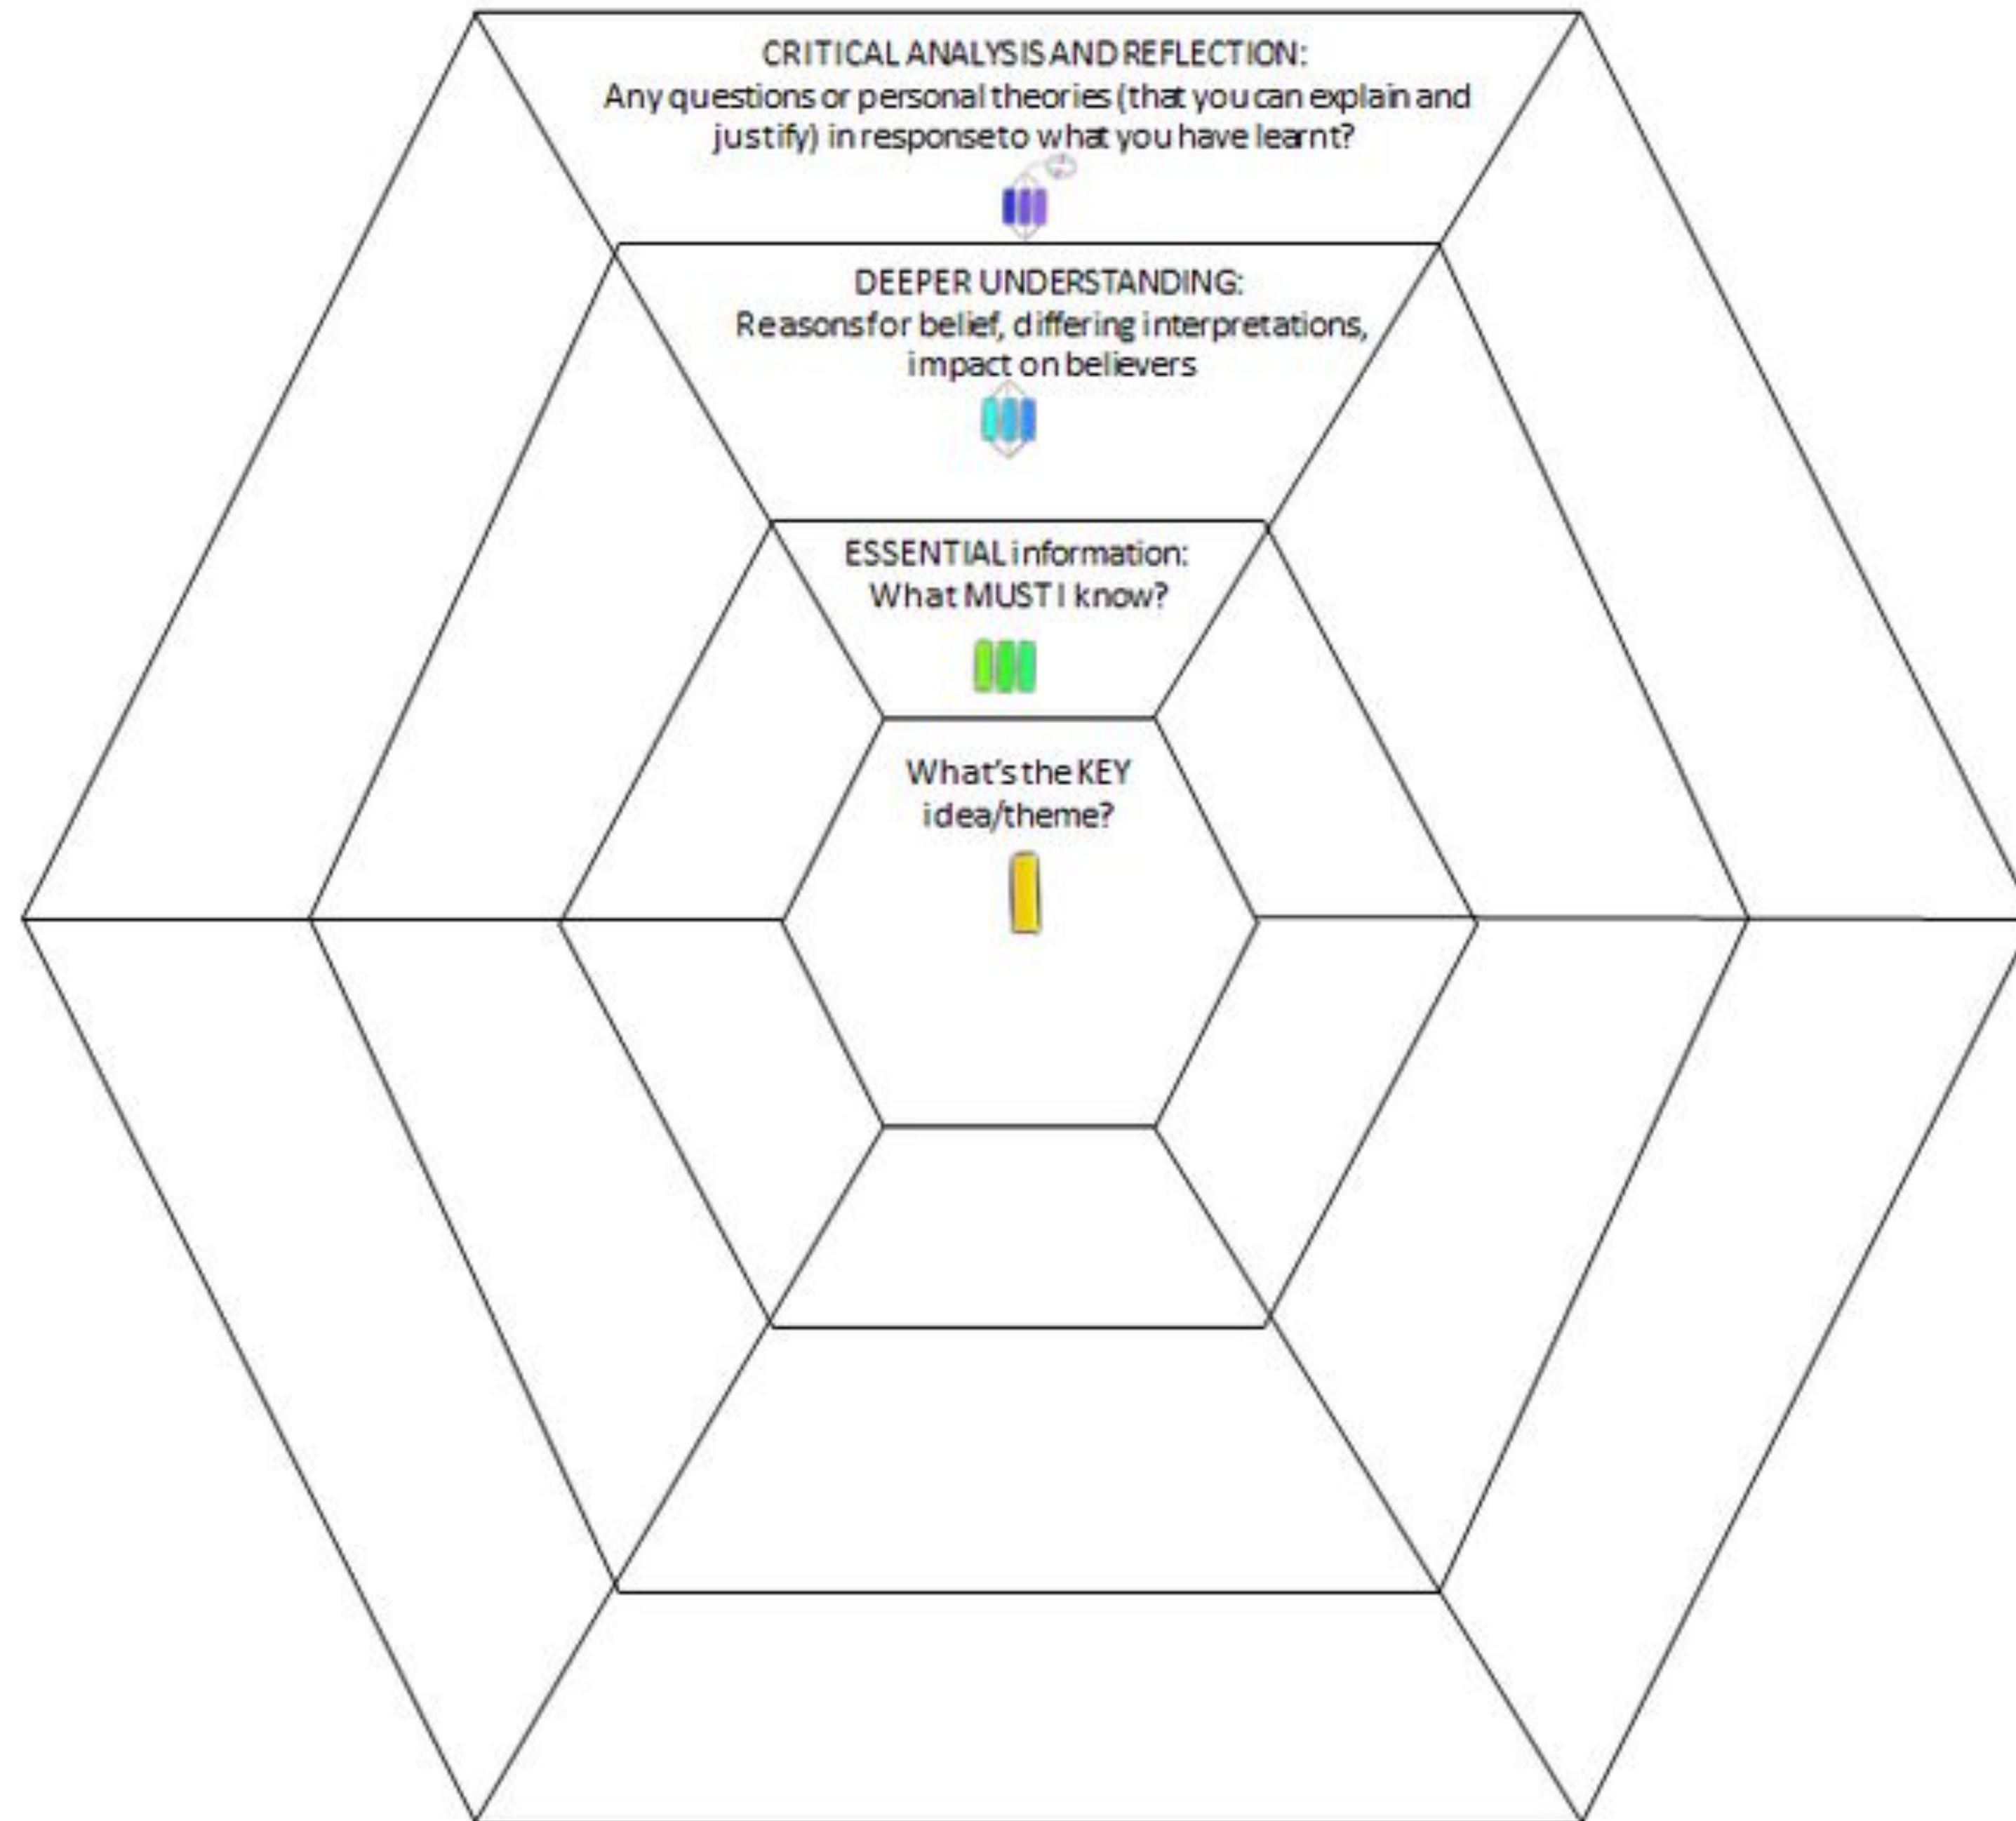 CRITICAL ANALYSIS AND REFLECTION:
Any questions or personal theories (that you can explain and
justify) in response to what you have learnt?
DEEPER UNDERSTANDING:
Reasons for belief, differing interpretations,
impact on believers
ESSENTIAL information:
What MUST I know?
What's the KEY
idea/theme?